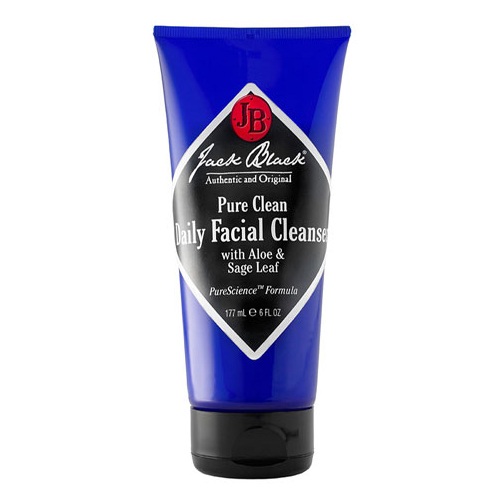 JB
Jack Black®
Authentic and Original
Pure Clean
Daily Facial Cleanser
with Aloe &
Sage Leaf
PureScience™ Formula
177 mL ℮ 6 FL OZ